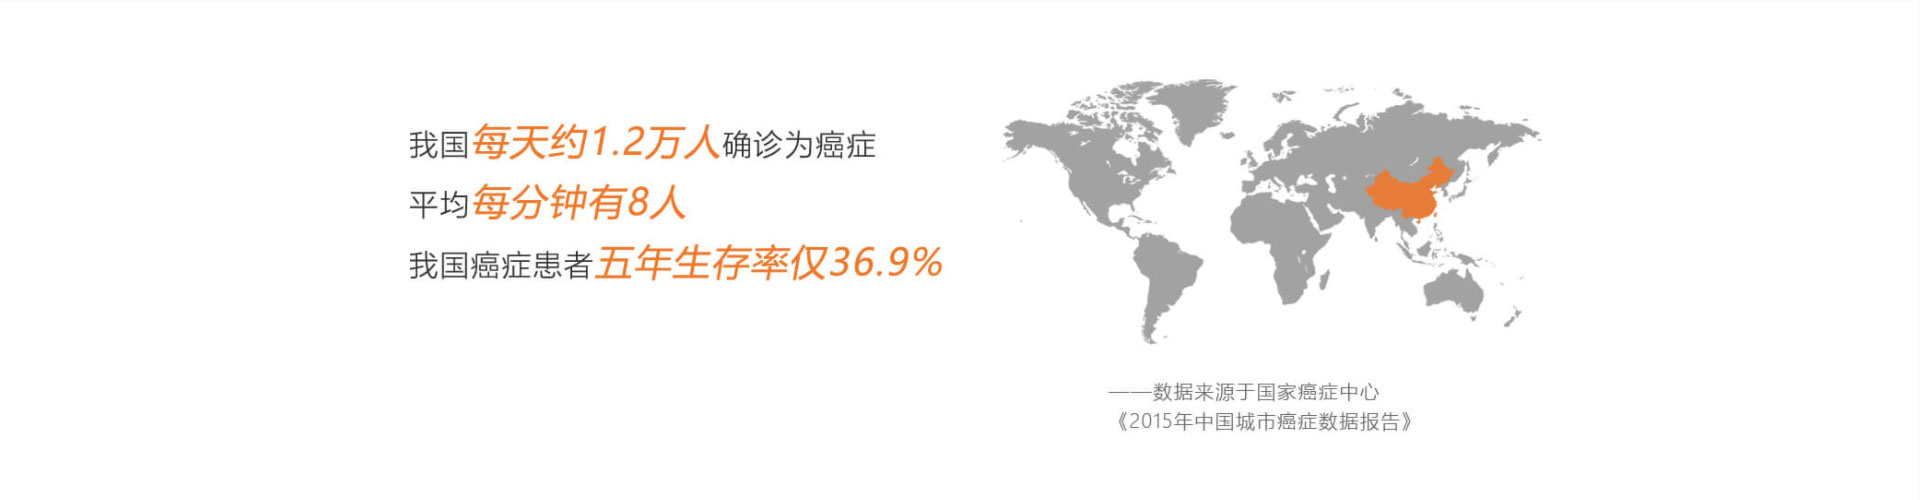 我国每天约1.2万人确诊为癌症
平均每分钟有8人
我国癌症患者五年生存率仅36.9%
——数据来源于国家癌症中心
《2015年中国城市癌症数据报告》